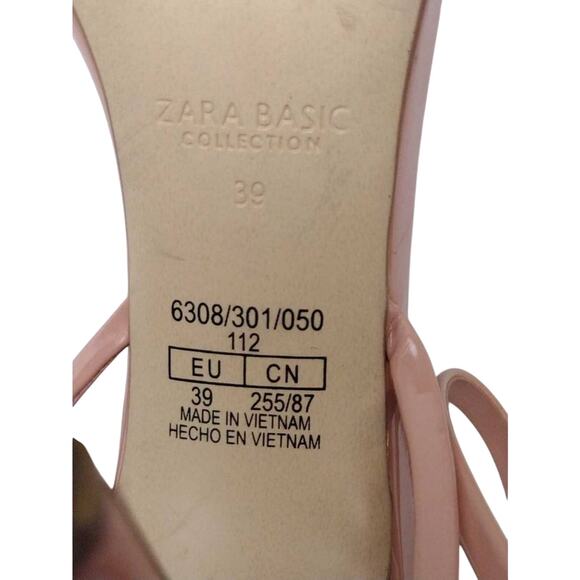 ZARA BASIC
COLLECTION
39
6308/301/050
112
EU CN
39 255/87
MADE IN VIETNAM
HECHO EN VIETNAM